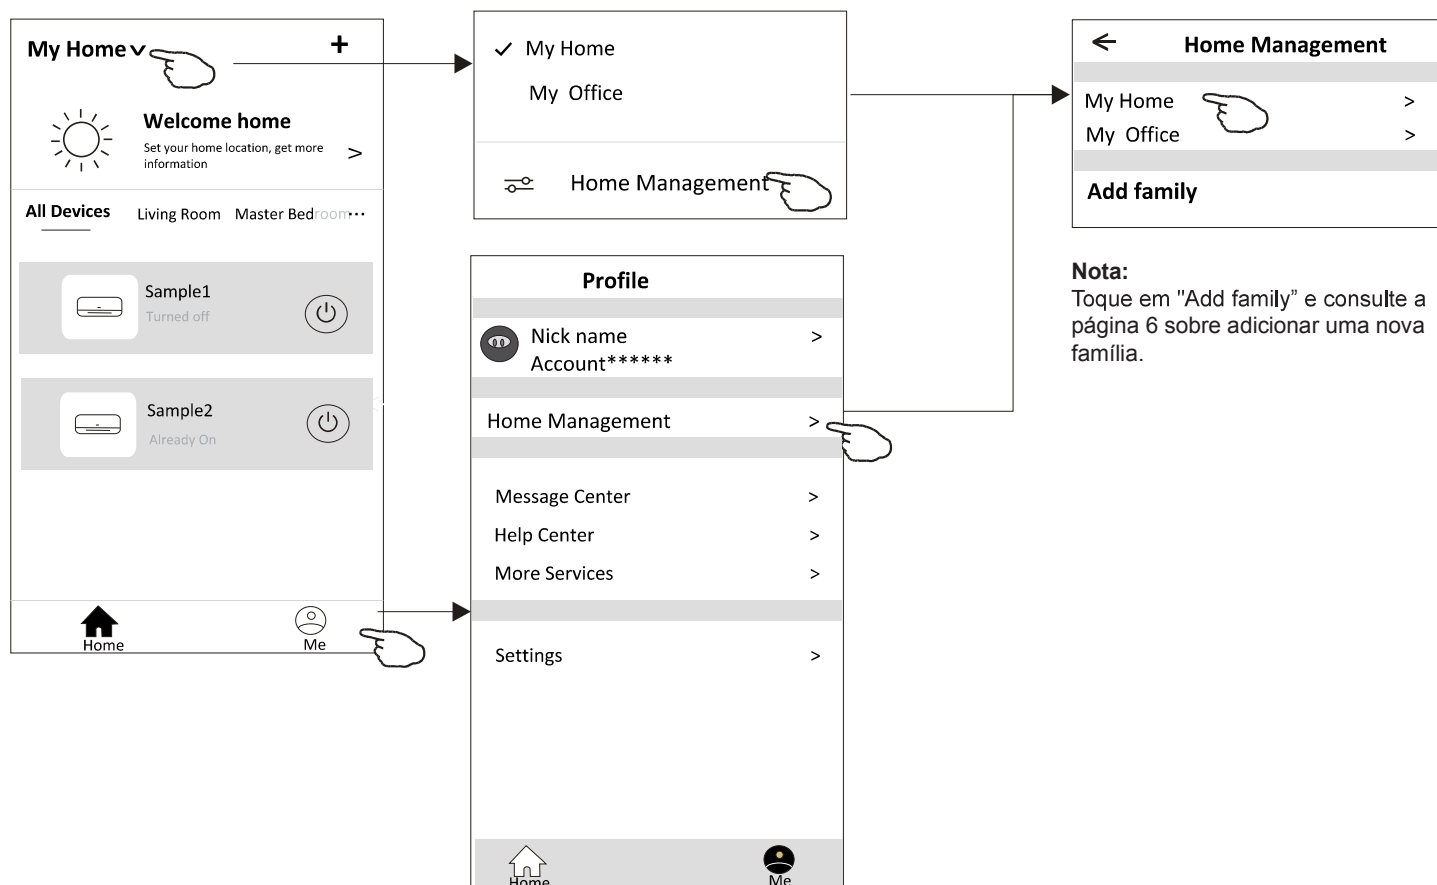 My Home
+
Welcome home
Set your home location, get more
information
>
All Devices Living Room Master Bedroom...
Sample1
Turned off
Sample2
Already On
Home
Me
✓ My Home
My Office
Home Management
Profile
Nick name >
Account******
Home Management >
Message Center >
Help Center >
More Services >
Settings >
Home
Me
Home Management
My Home >
My Office >
Add family
Nota:
Toque em "Add family” e consulte a
página 6 sobre adicionar uma nova
família.